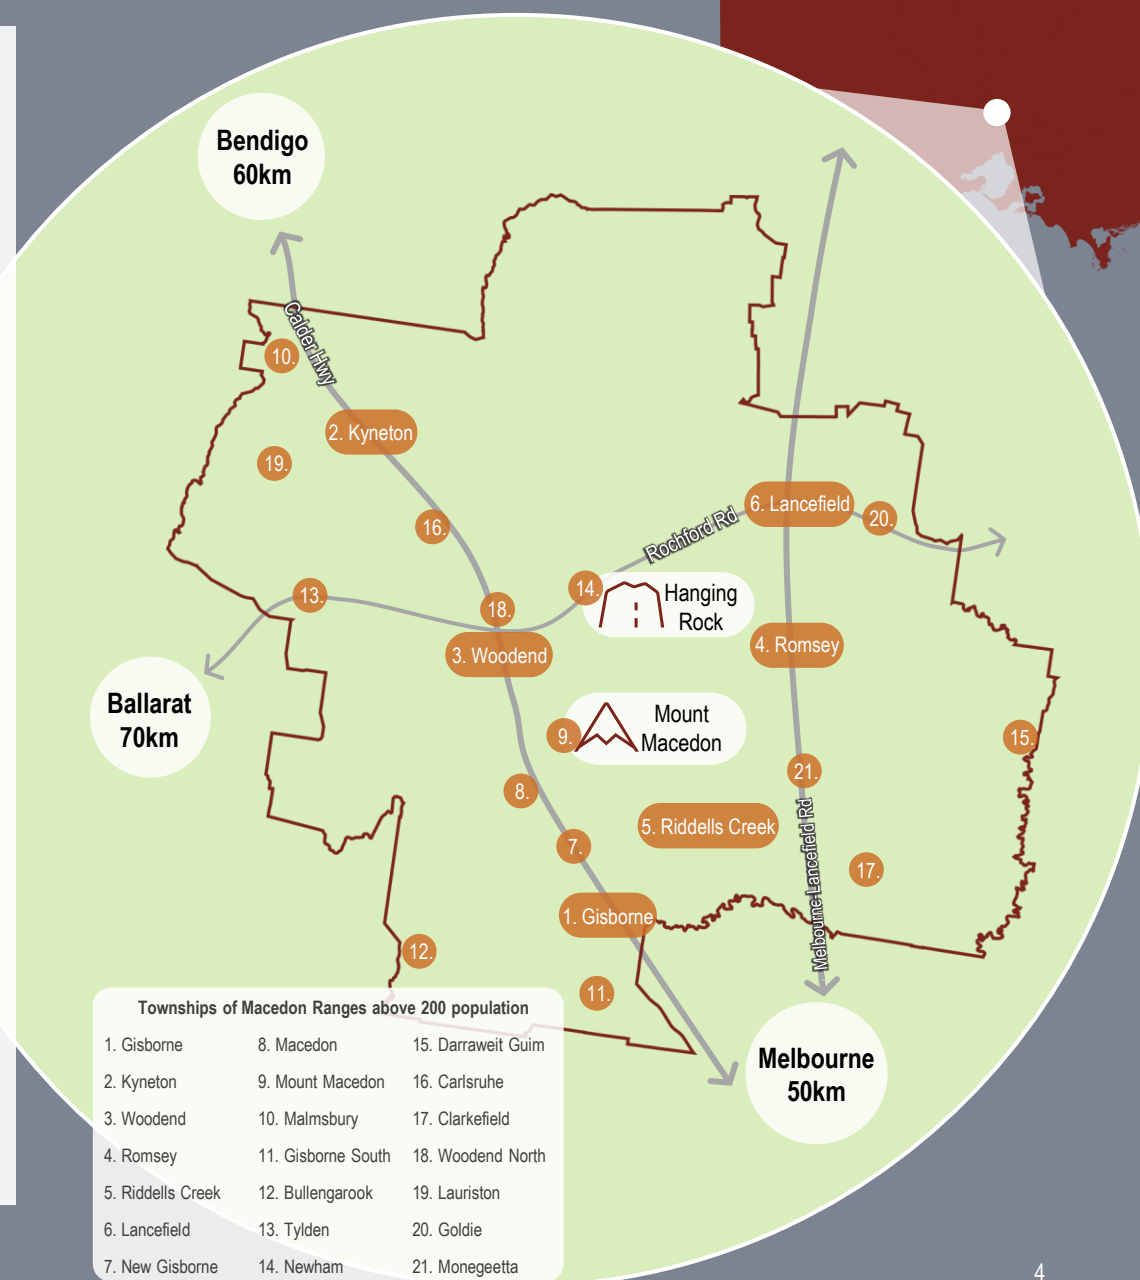 Bendigo
60km
Calder Hwy
10.
2. Kyneton
19.
6. Lancefield
16.
20.
Rochford Rd
14.
Hanging
Rock
13.
18.
3. Woodend
4. Romsey
Ballarat
70km
9.
Mount
Macedon
15.
21.
8.
5. Riddells Creek
7.
17.
Melbourne-Lancefield Rd
1. Gisborne
12.
11.
Melbourne
50km
Townships of Macedon Ranges above 200 population
1. Gisborne
2. Kyneton
3. Woodend
4. Romsey
5. Riddells Creek
6. Lancefield
7. New Gisborne
8. Macedon
9. Mount Macedon
10. Malmsbury
11. Gisborne South
12. Bullengarook
13. Tylden
14. Newham
15. Darraweit Guim
16. Carlsruhe
17. Clarkefield
18. Woodend North
19. Lauriston
20. Goldie
21. Monegeetta
4